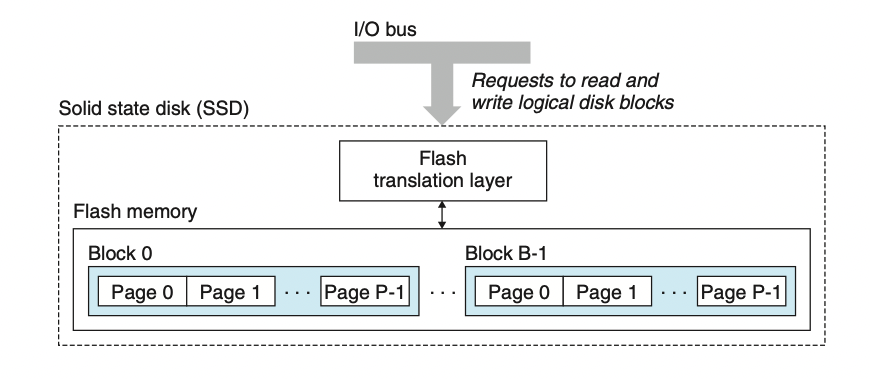 I/O bus
Requests to read and
write logical disk blocks
Solid state disk (SSD)
Flash
translation layer
Flash memory
Block 0
Block B-1
Page 0 Page 1 · · · Page P-1 · · · Page 0 Page 1 · · · Page P-1